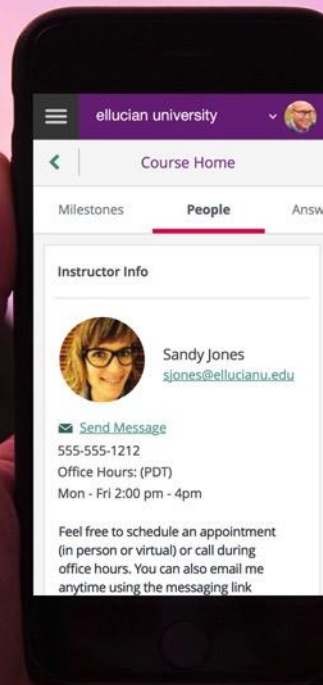 ellucian university
Course Home
Milestones People Answ
Instructor Info
Sandy Jones
sjones@ellucianu.edu
Send Message
555-555-1212
Office Hours: (PDT)
Mon - Fri 2:00 pm - 4pm
Feel free to schedule an appointment
(in person or virtual) or call during
office hours. You can also email me
anytime using the messaging link